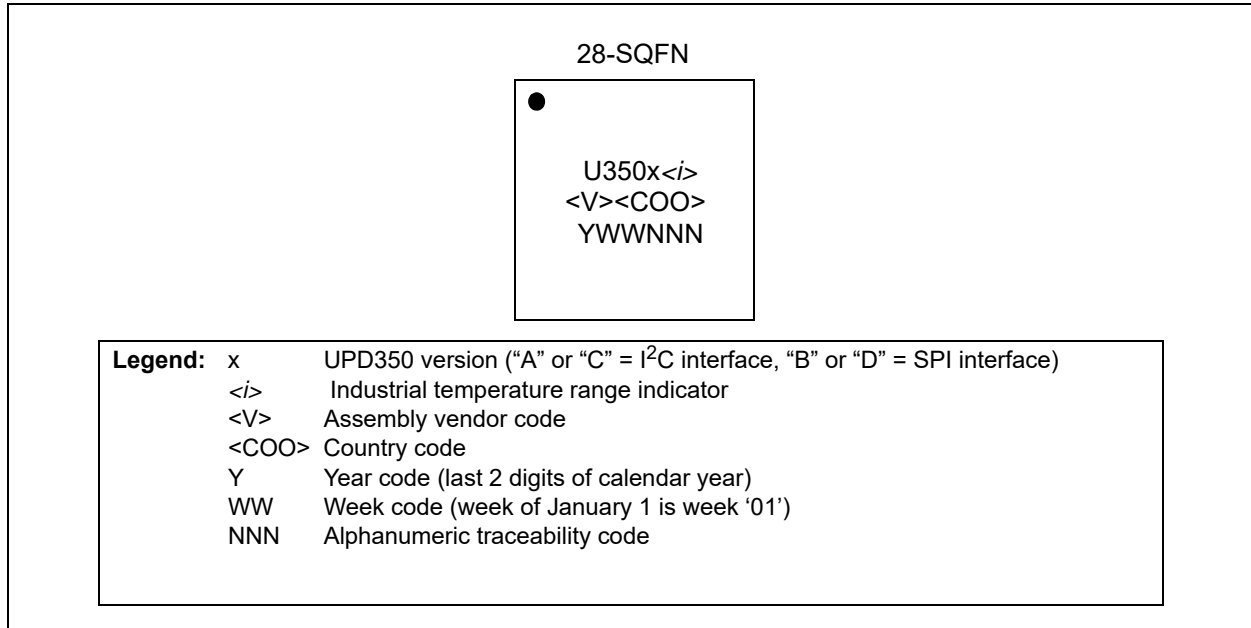 28-SQFN
U350x<i>
<V><COO>
YWWNNN
Legend: x UPD350 version (“A” or “C” = I²C interface, “B” or “D” = SPI interface)
<i> Industrial temperature range indicator
<V> Assembly vendor code
<COO> Country code
Y Year code (last 2 digits of calendar year)
WW Week code (week of January 1 is week ‘01’)
NNN Alphanumeric traceability code